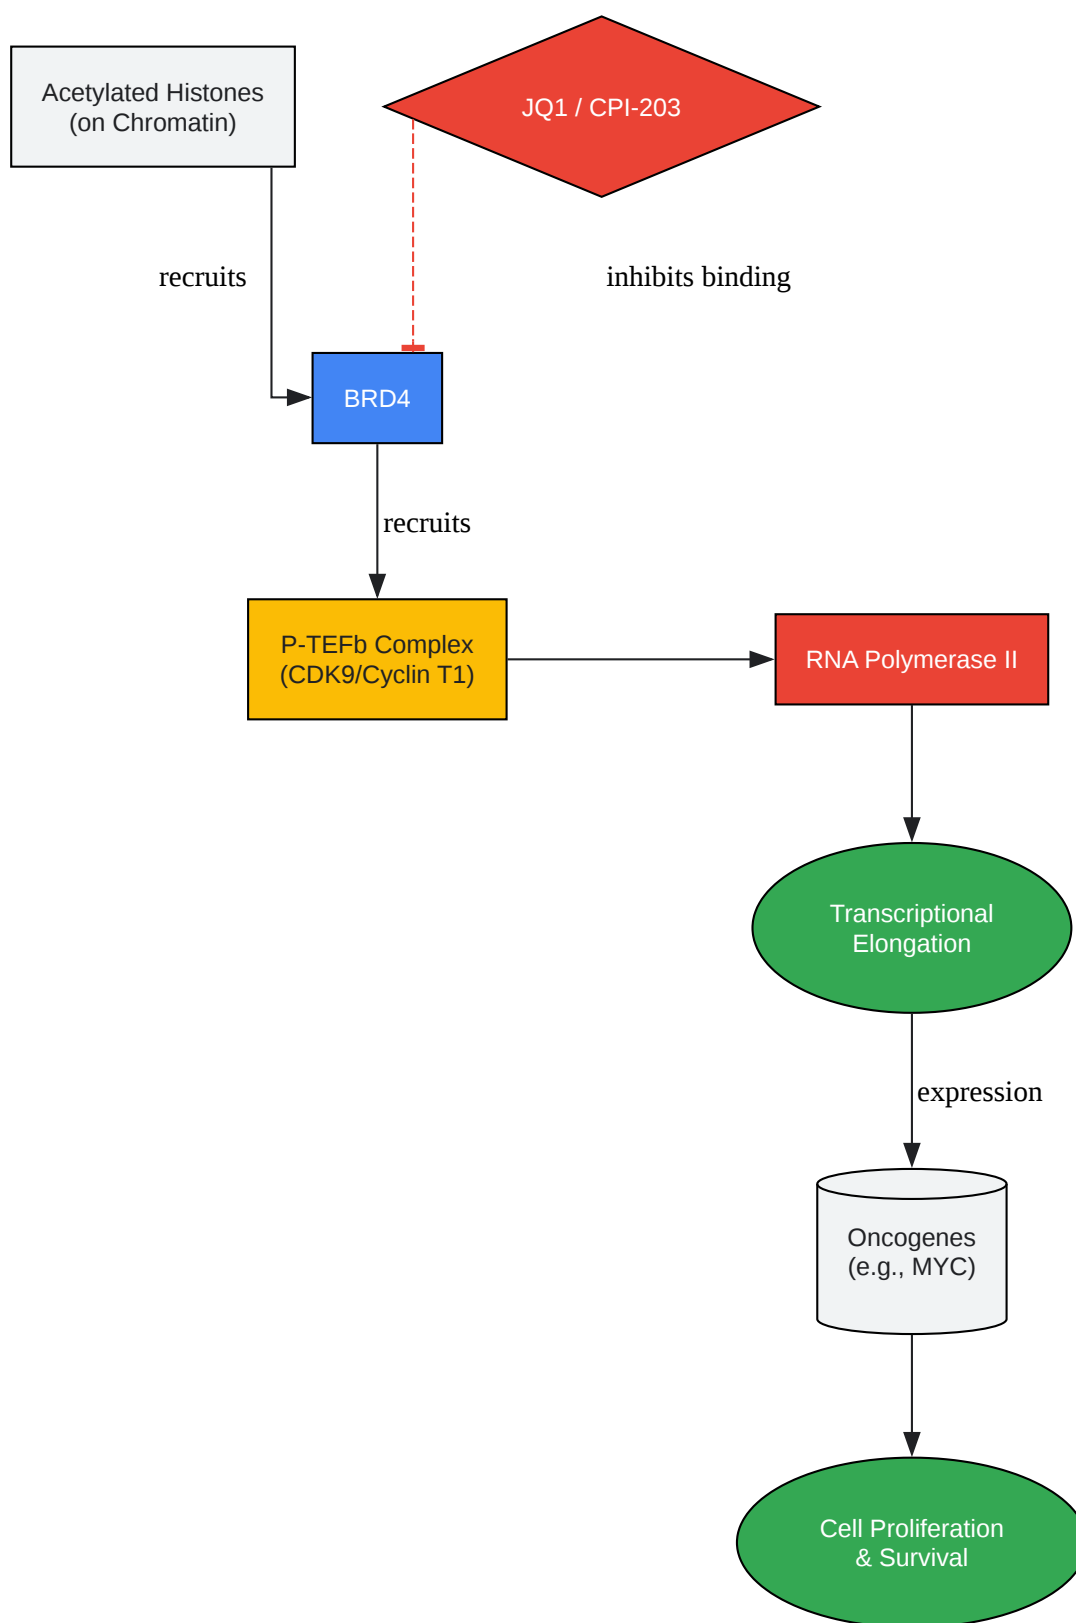 Acetylated Histones
(on Chromatin)
JQ1 / CPI-203
recruits
inhibits binding
BRD4
recruits
P-TEFb Complex
(CDK9/Cyclin T1)
RNA Polymerase II
Transcriptional
Elongation
expression
Oncogenes
(e.g., MYC)
Cell Proliferation
& Survival